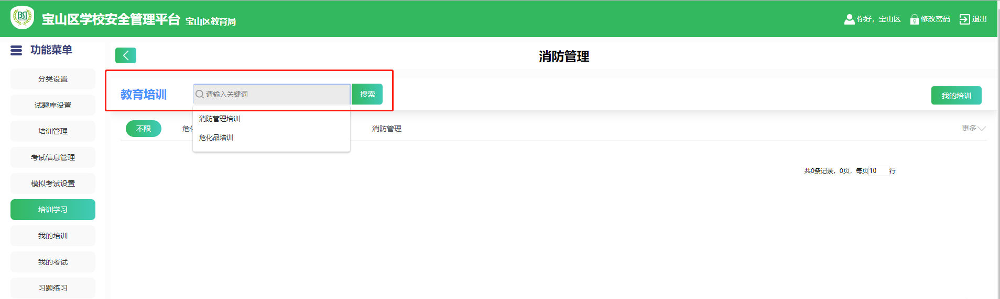 宝山区学校安全管理平台 宝山区教育局
你好，宝山区 修改密码 退出
功能菜单
分类设置
试题库设置
培训管理
考试信息管理
模拟考试设置
培训学习
我的培训
我的考试
习题练习
消防管理
教育培训 请输入关键词 搜索
我的培训
消防管理培训
危化品培训
不限 消防管理 更多
共0条记录，0页，每页10行